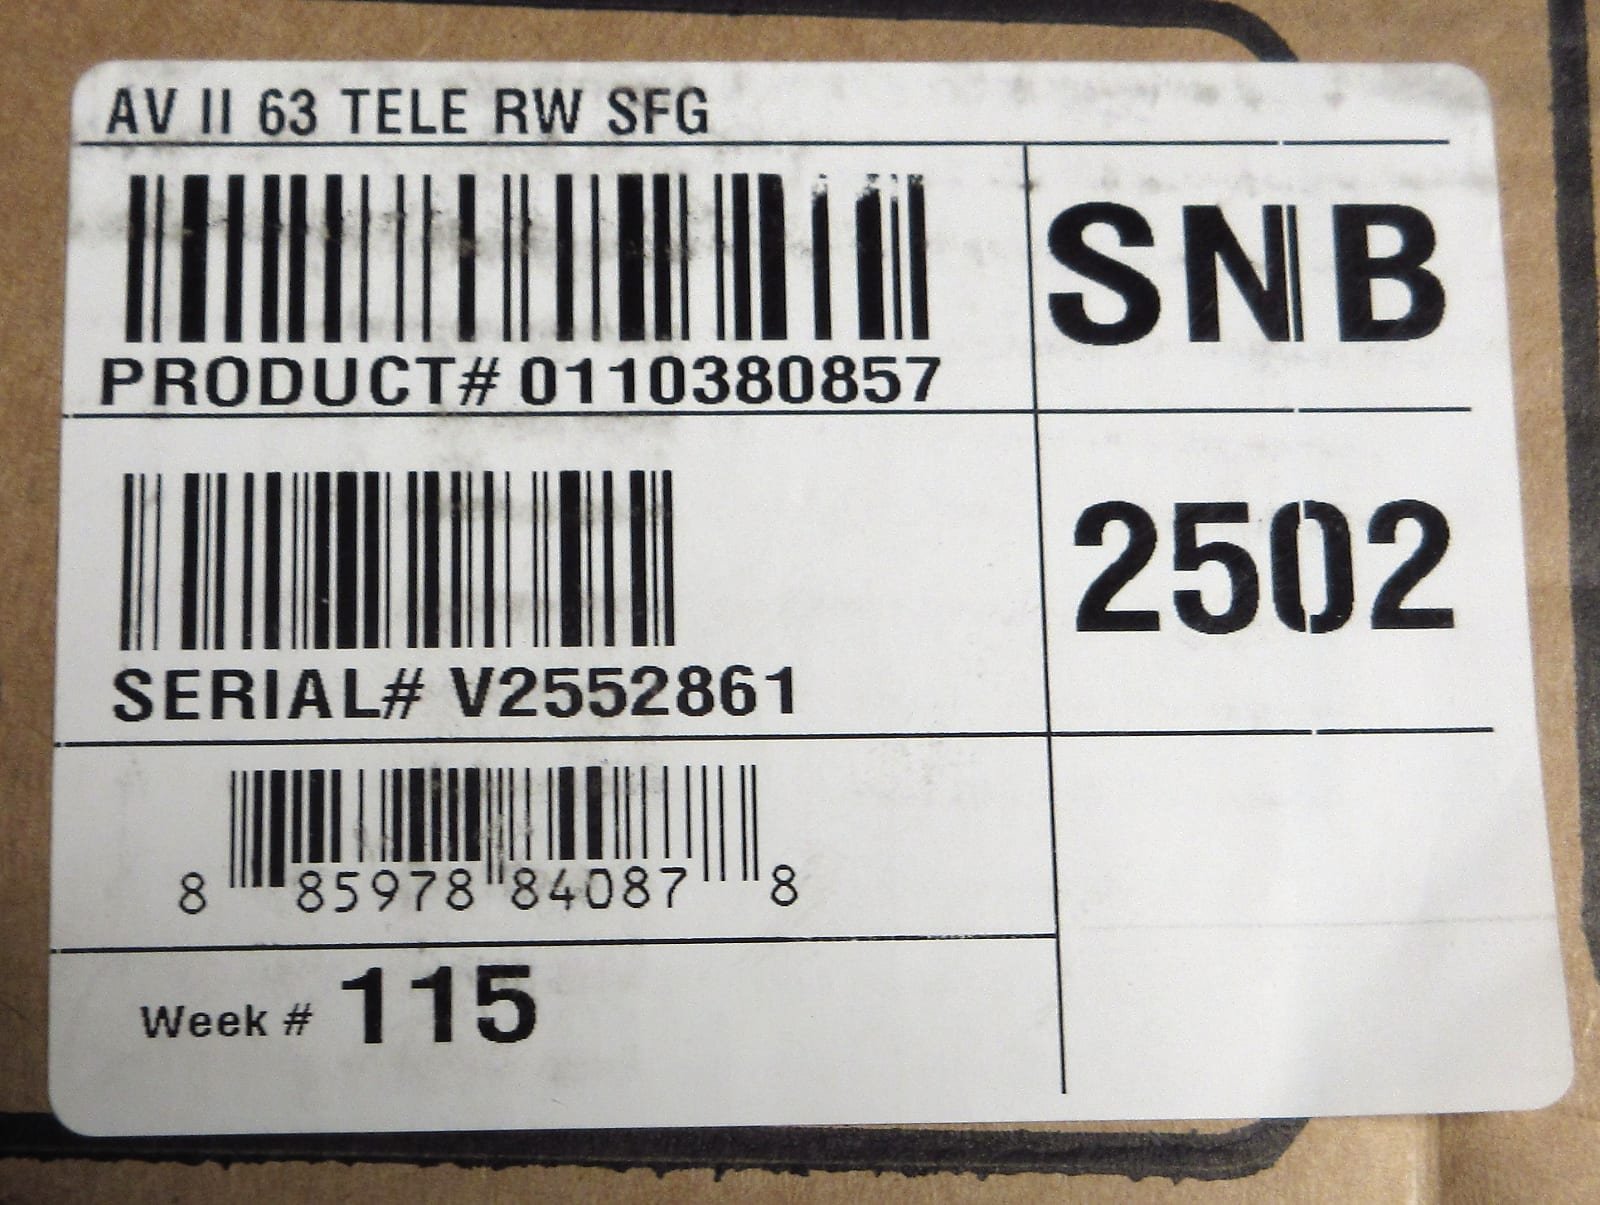 AV II 63 TELE RW SFG
PRODUCT# 0110380857
SNB
SERIAL# V2552861
2502
8 85978 84087 8
Week # 115